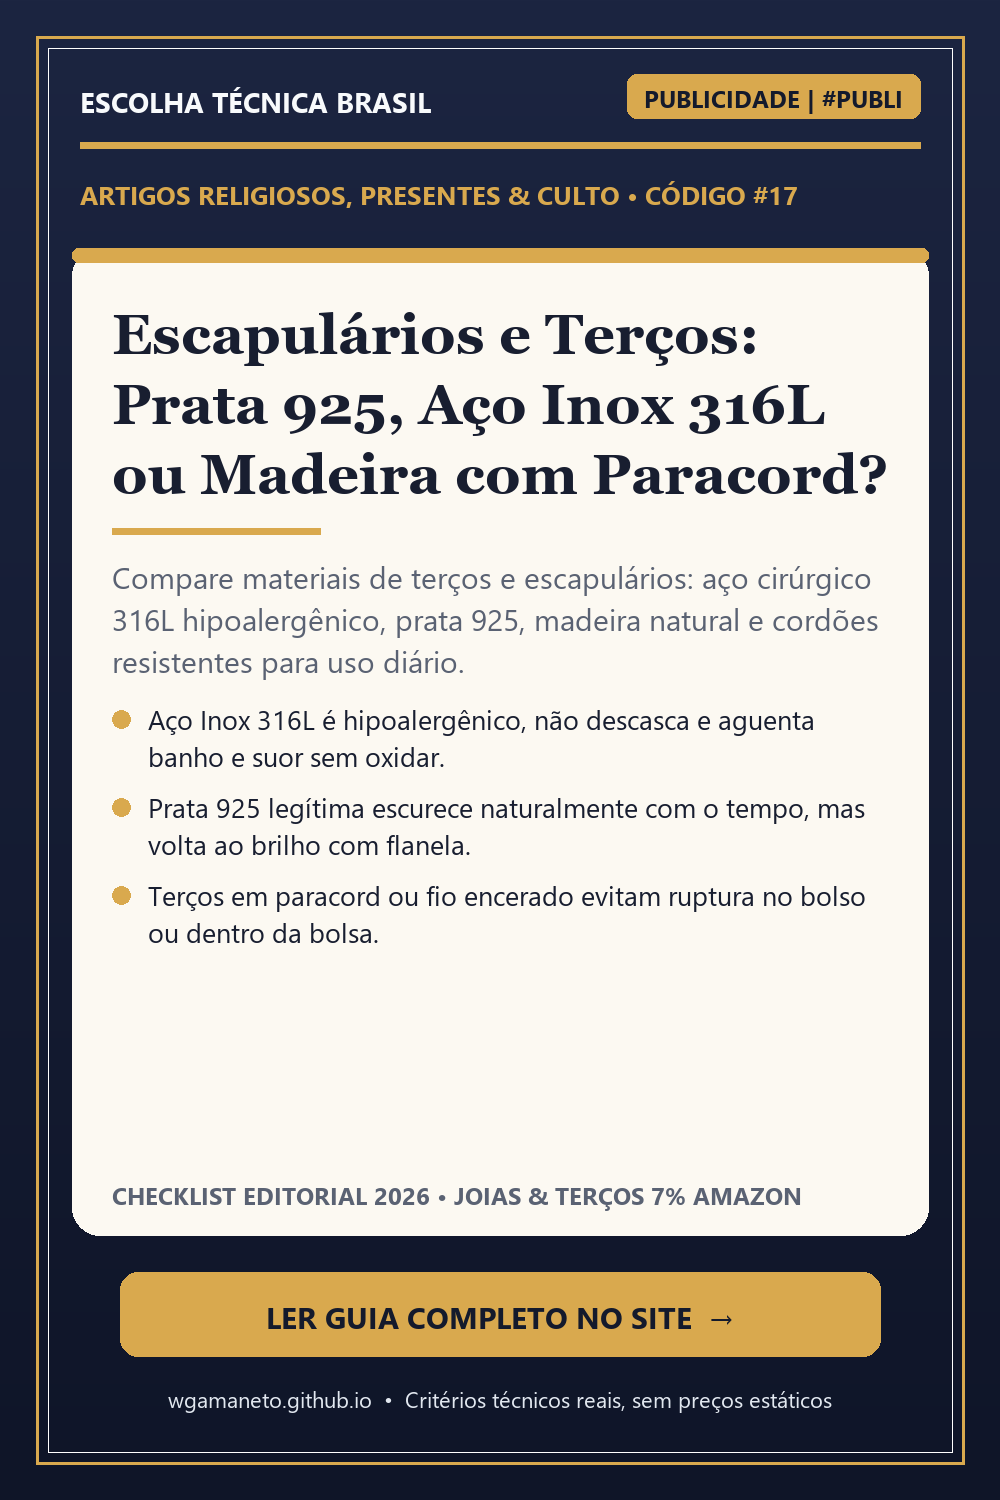 ESCOLHA TÉCNICA BRASIL
PUBLICIDADE | #PUBLI
ARTIGOS RELIGIOSOS, PRESENTES & CULTO • CÓDIGO #17
Escapulários e Terços:
Prata 925, Aço Inox 316L
ou Madeira com Paracord?
Compare materiais de terços e escapulários: aço cirúrgico
316L hipoalergênico, prata 925, madeira natural e cordões
resistentes para uso diário.
Aço Inox 316L é hipoalergênico, não descasca e aguenta
banho e suor sem oxidar.
Prata 925 legítima escurece naturalmente com o tempo, mas
volta ao brilho com flanela.
Terços em paracord ou fio encerado evitam ruptura no bolso
ou dentro da bolsa.
CHECKLIST EDITORIAL 2026 • JOIAS & TERÇOS 7% AMAZON
LER GUIA COMPLETO NO SITE →
wgamaneto.github.io • Critérios técnicos reais, sem preços estáticos